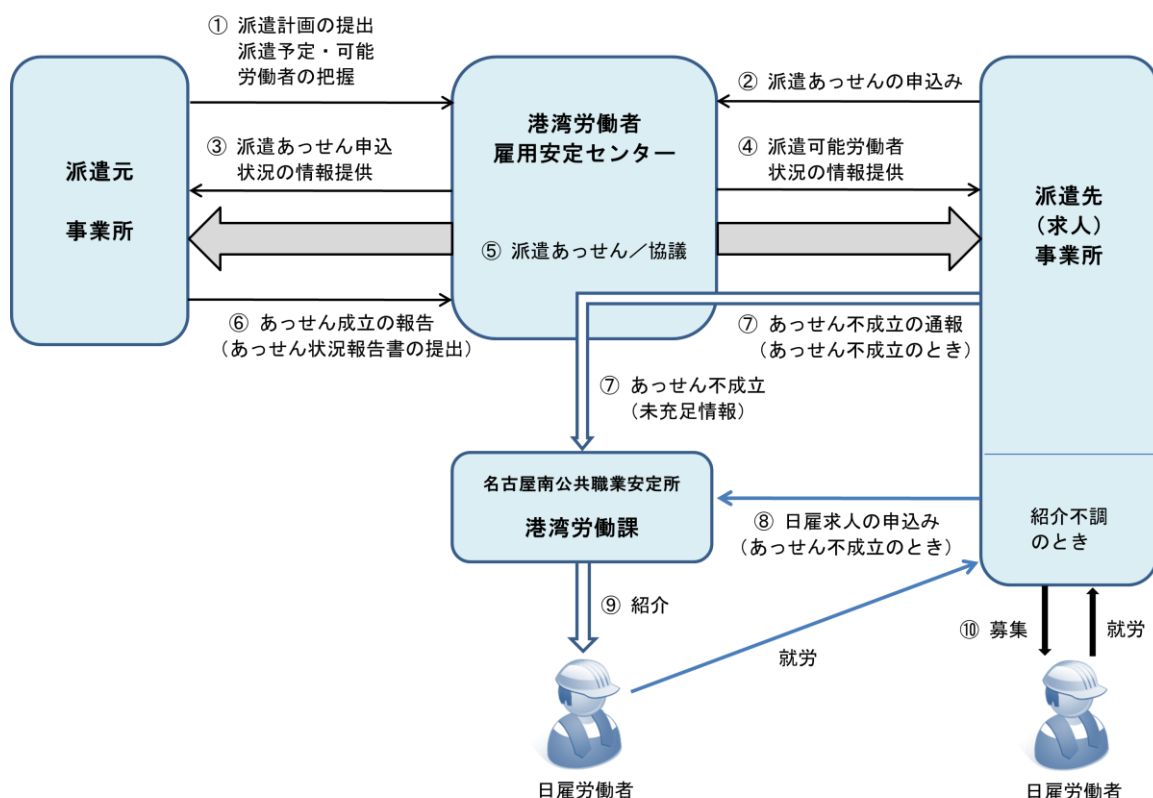 ① 派遣計画の提出
派遣予定・可能
労働者の把握
② 派遣あっせんの申込み
港湾労働者
雇用安定センター
③ 派遣あっせん申込
状況の情報提供
④ 派遣可能労働者
状況の情報提供
派遣元
事業所
派遣先
（求人）
事業所
⑤ 派遣あっせん／協議
⑥ あっせん成立の報告
（あっせん状況報告書の提出）
⑦ あっせん不成立の通報
（あっせん不成立のとき）
⑦ あっせん不成立
（未充足情報）
名古屋南公共職業安定所
港湾労働課
⑧ 日雇求人の申込み
（あっせん不成立のとき）
紹介不調
のとき
⑨ 紹介
就労
⑩ 募集
就労
日雇労働者
日雇労働者